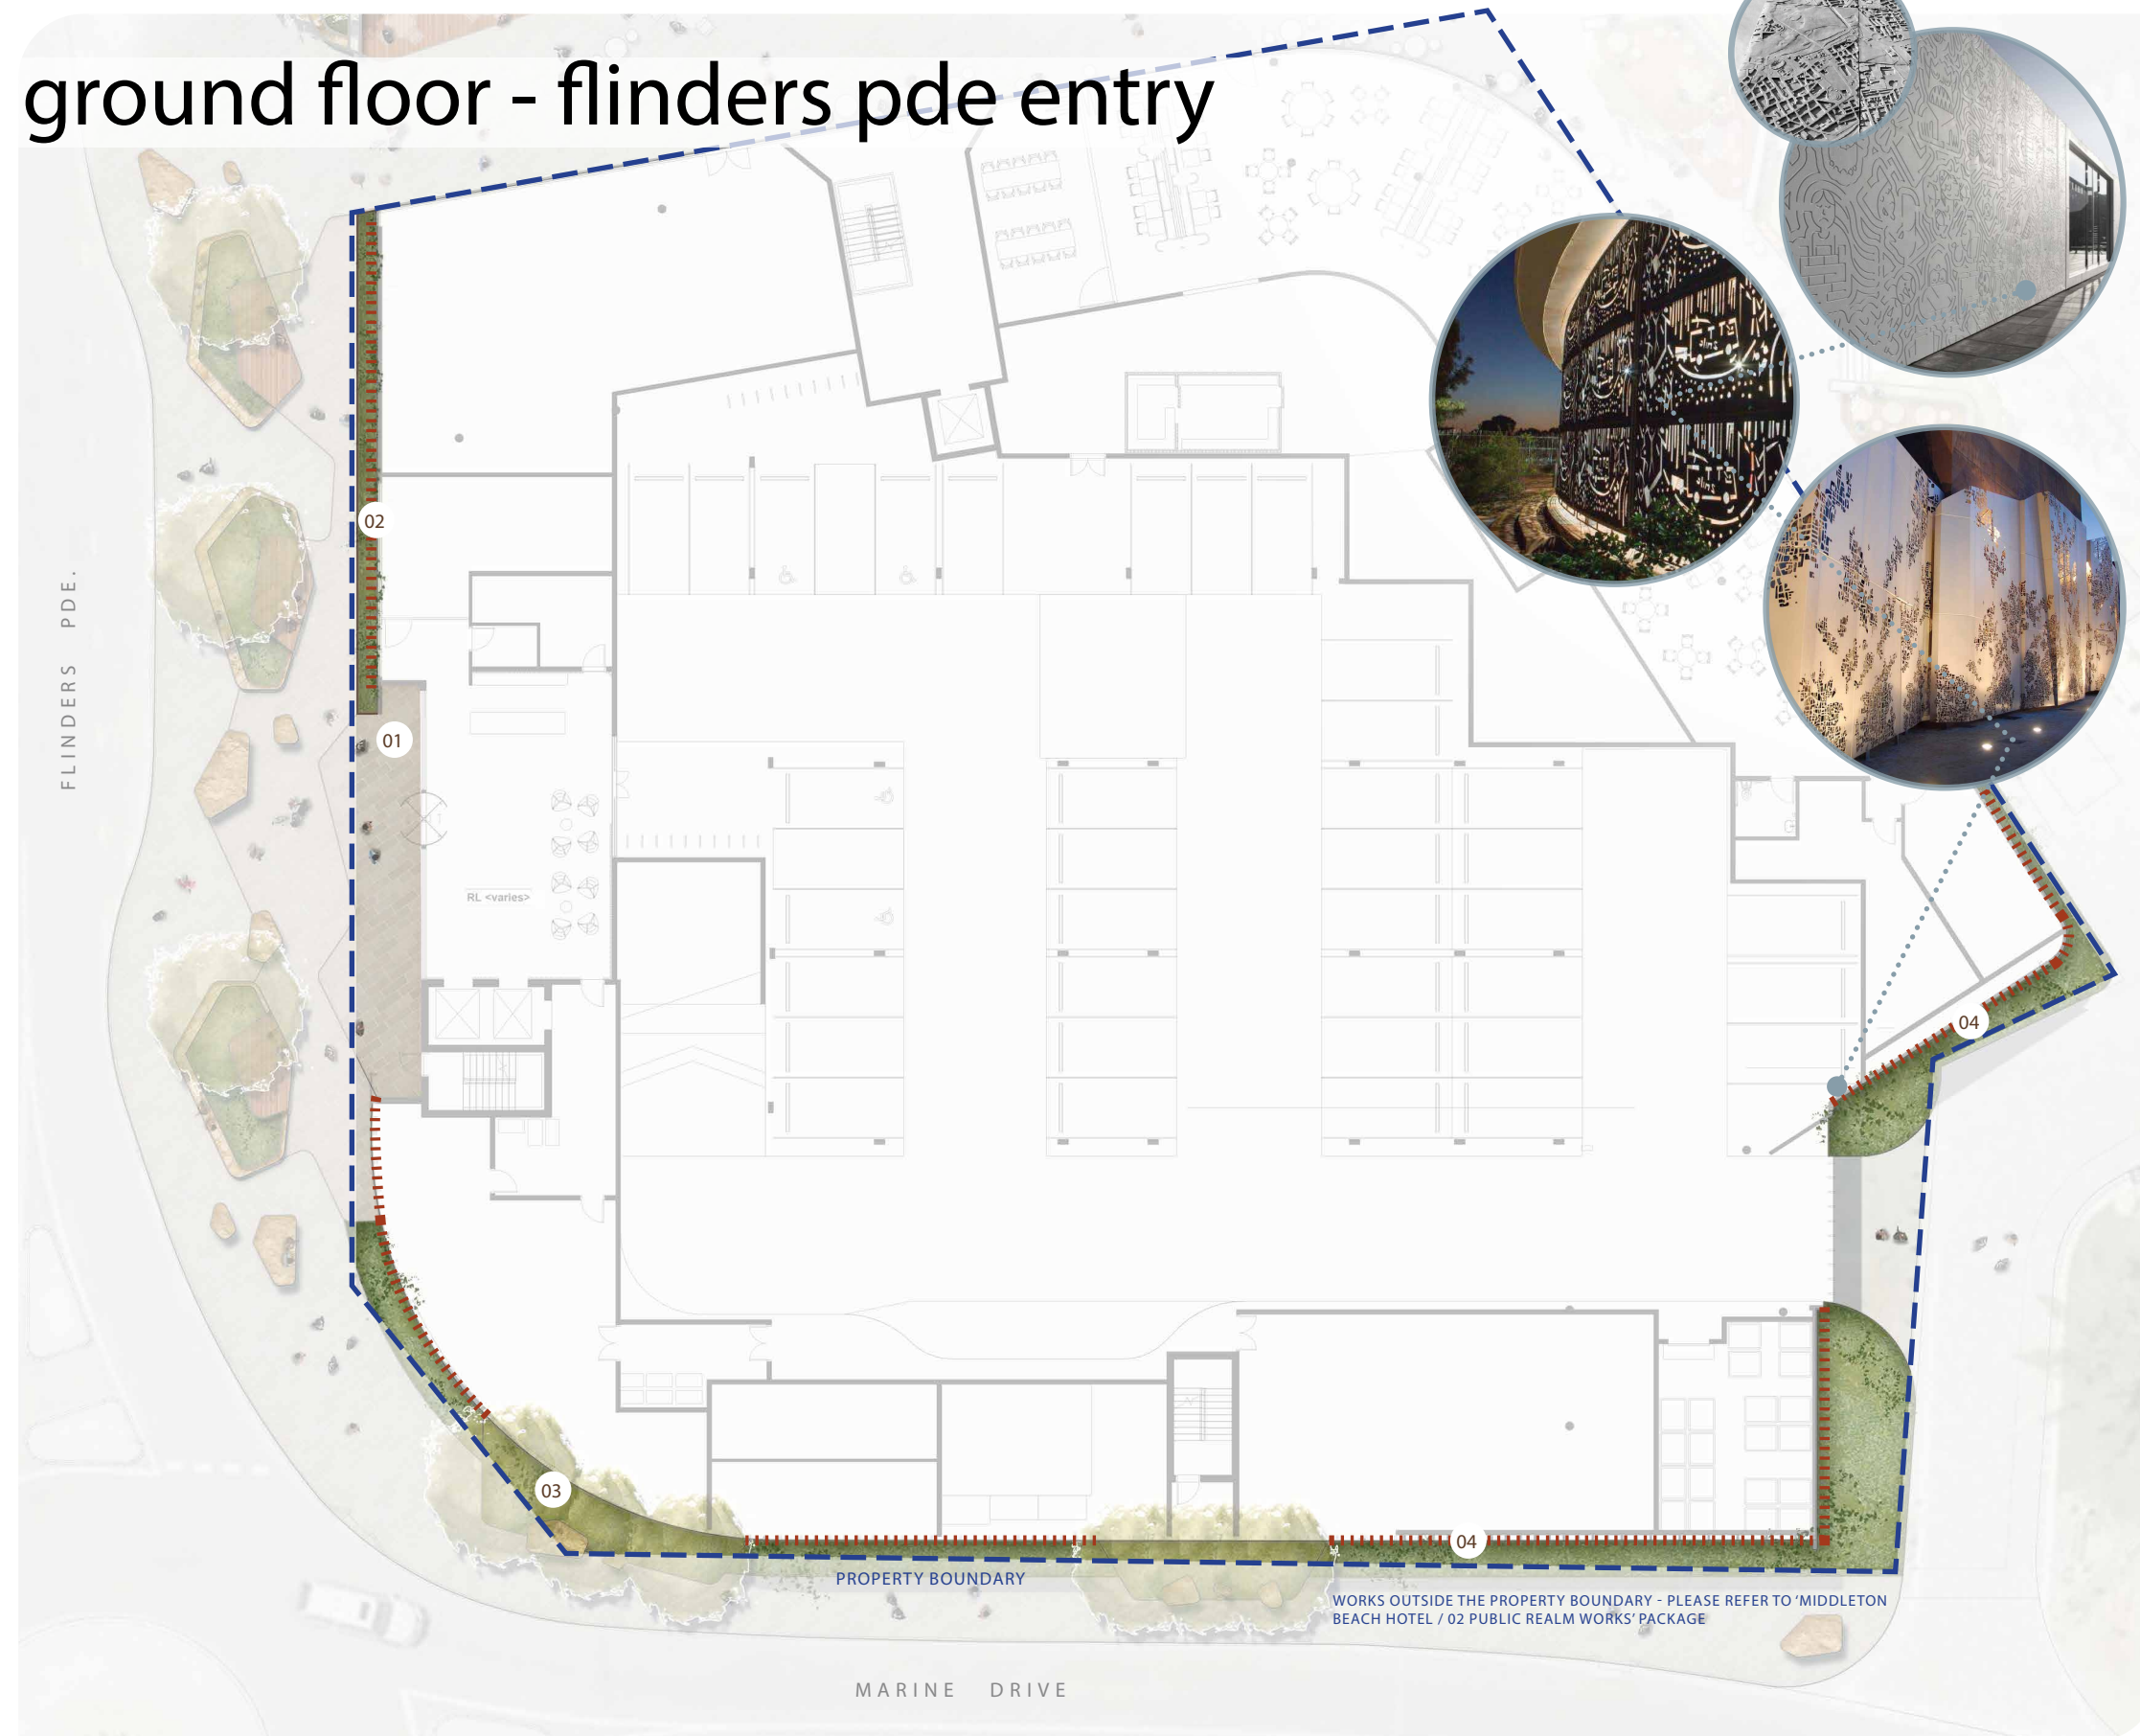 ground floor - flinders pde entry
02
01
FLINDERS PDE.
RL <varies>
04
03
04
PROPERTY BOUNDARY
WORKS OUTSIDE THE PROPERTY BOUNDARY - PLEASE REFER TO ‘MIDDLETON
BEACH HOTEL / 02 PUBLIC REALM WORKS’ PACKAGE
MARINE DRIVE